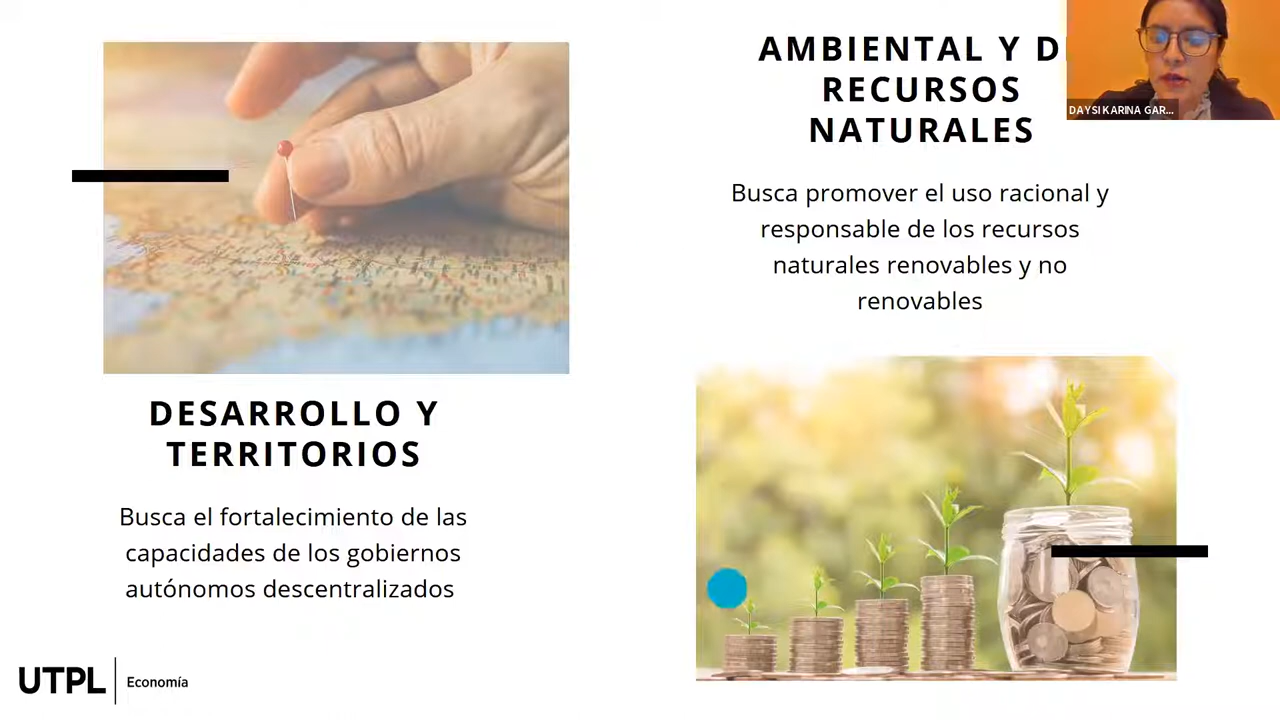 DESARROLLO Y
TERRITORIOS
Busca el fortalecimiento de las
capacidades de los gobiernos
autónomos descentralizados
AMBIENTAL Y
RECURSOS
NATURALES
Busca promover el uso racional y
responsable de los recursos
naturales renovables y no
renovables
DAYSI KARINA GAR...
UTPL
Economía